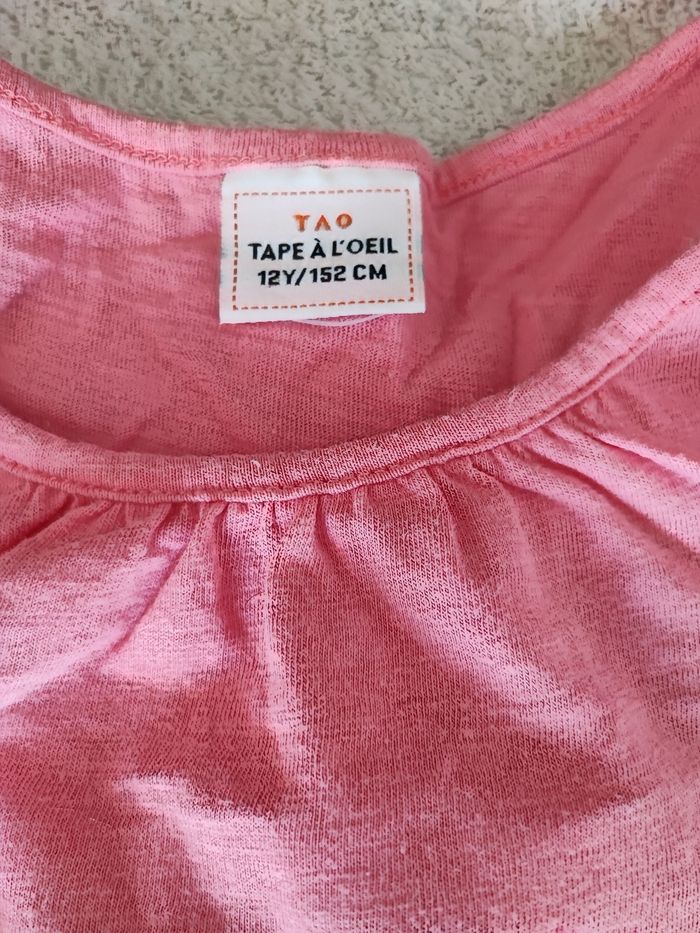 TAO
TAPE À L'OEIL
12Y/152 CM